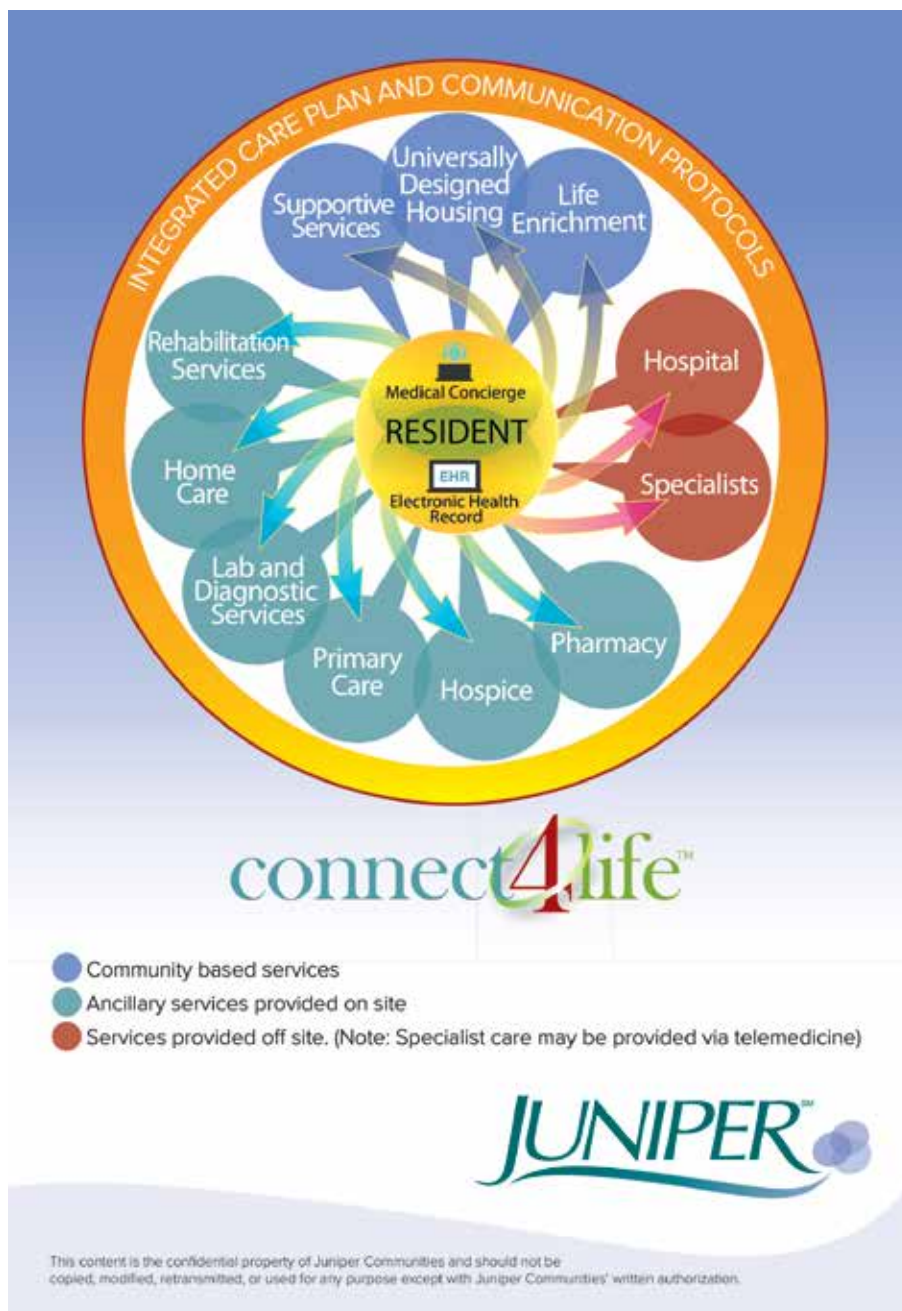 INTEGRATED CARE PLAN AND COMMUNICATION PROTOCOLS
Universally
Designed
Housing
Supportive
Services
Life
Enrichment
Rehabilitation
Services
Hospital
Medical Concierge
RESIDENT
EHR
Electronic Health
Record
Home
Care
Specialists
Lab and
Diagnostic
Services
Primary
Care
Hospice
Pharmacy
connect4life™
Community based services
Ancillary services provided on site
Services provided off site. (Note: Specialist care may be provided via telemedicine)
JUNIPER℠
This content is the confidential property of Juniper Communities and should not be
copied, modified, retransmitted, or used for any purpose except with Juniper Communities' written authorization.